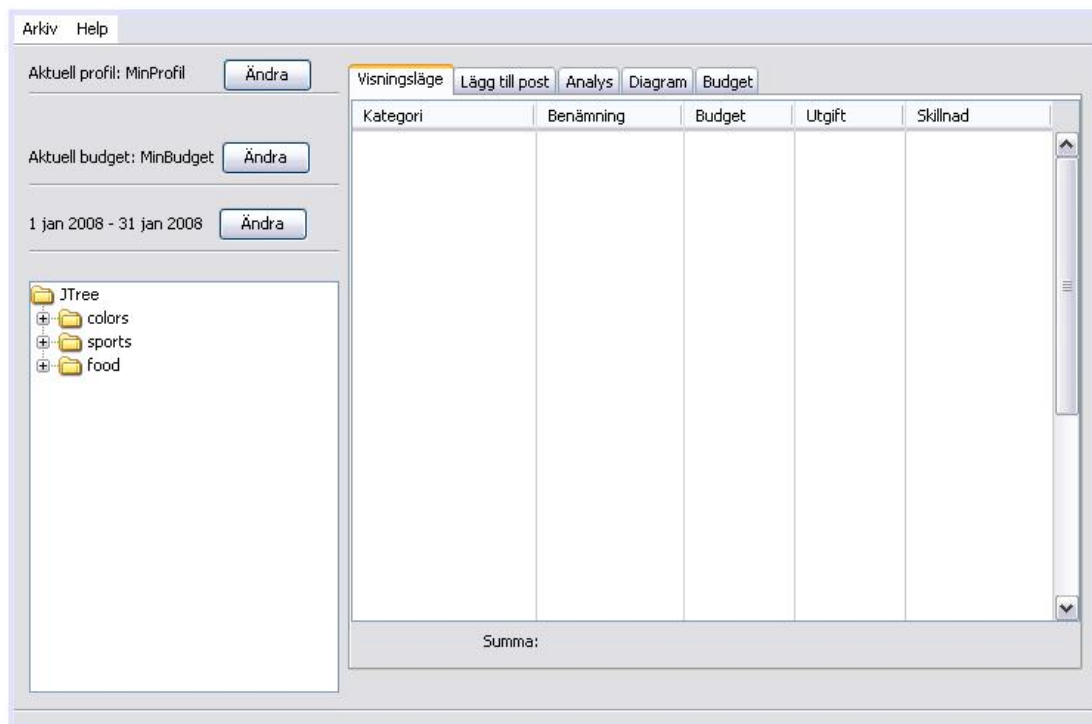 Arkiv Help
Aktuell profil: MinProfil Ändra
Aktuell budget: MinBudget Ändra
1 jan 2008 - 31 jan 2008 Ändra
JTree
colors
sports
food
Visningsläge Lägg till post Analys Diagram Budget
Kategori Benämning Budget Utgift Skillnad
Summa: